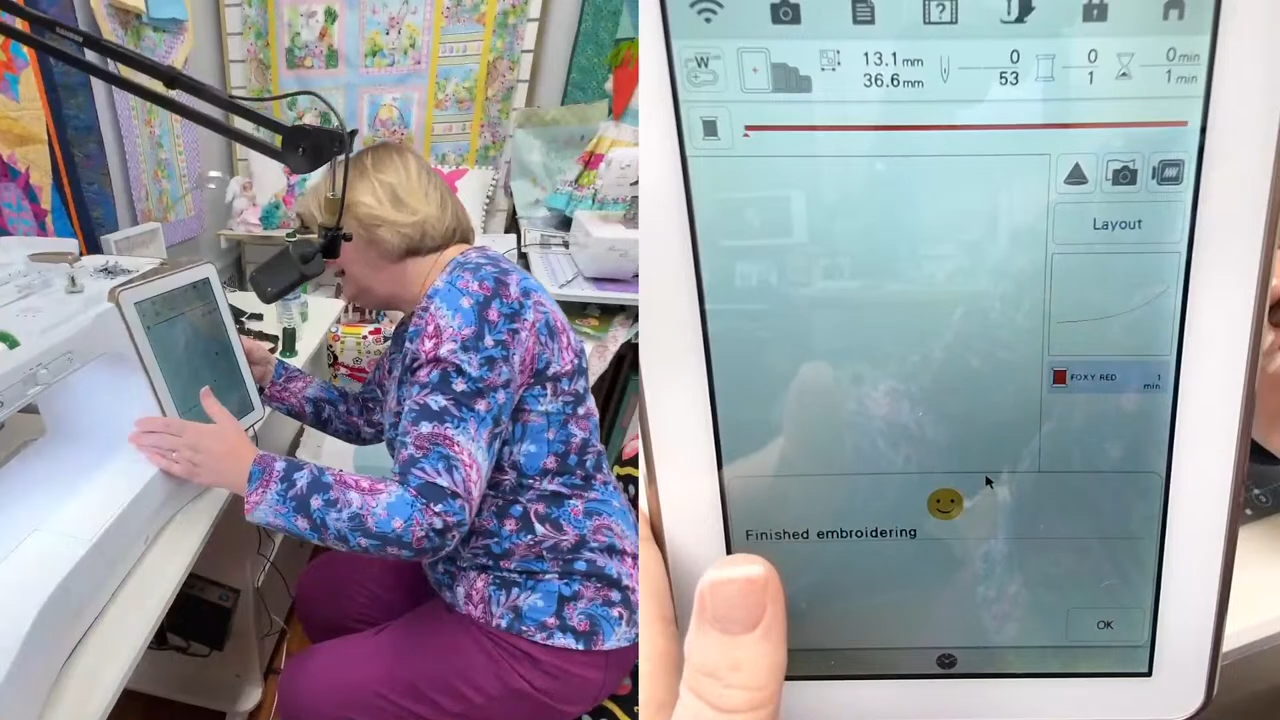 W
?
13.1 mm
36.6 mm
0
53
0
1
0 min
1 min
Layout
FOXY RED
1
min
Finished embroidering
OK